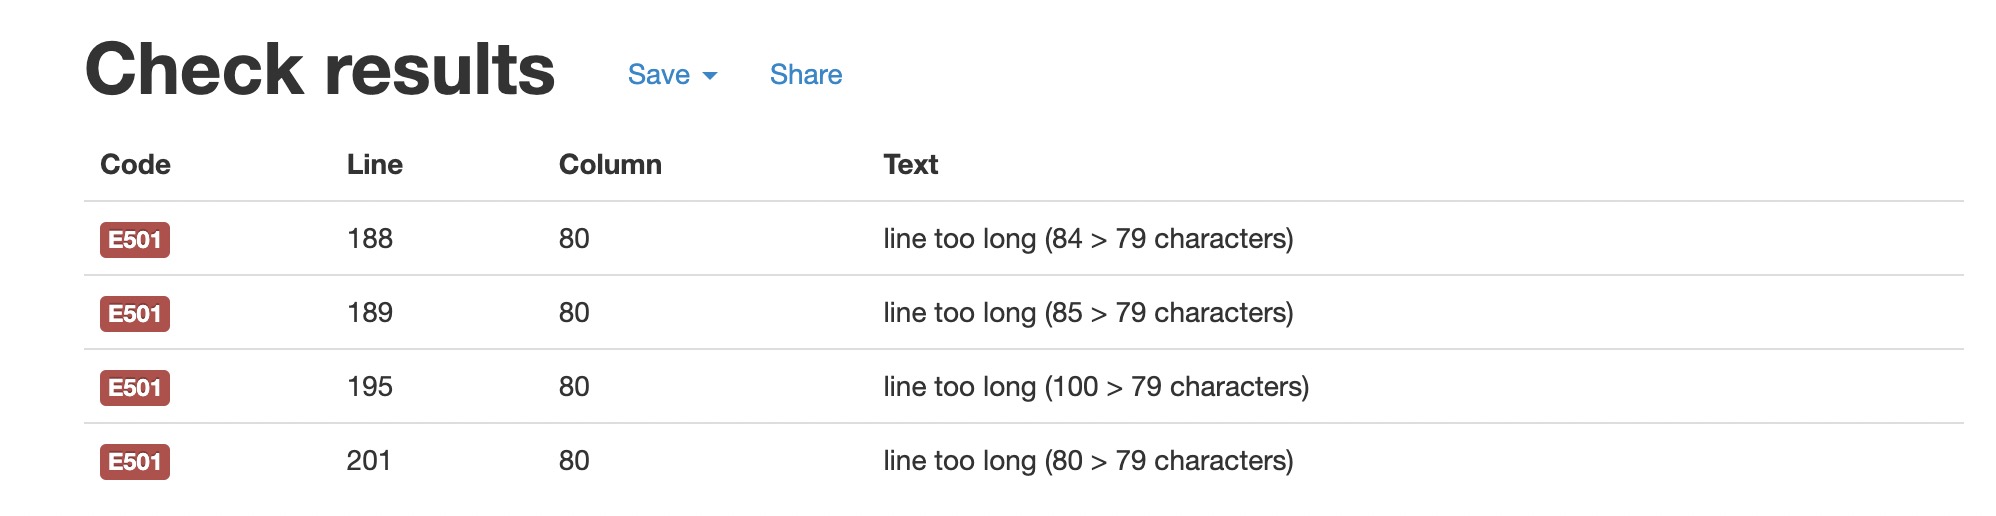 Check results Save Share
Code Line Column Text
E501 188 80 line too long (84 > 79 characters)
E501 189 80 line too long (85 > 79 characters)
E501 195 80 line too long (100 > 79 characters)
E501 201 80 line too long (80 > 79 characters)